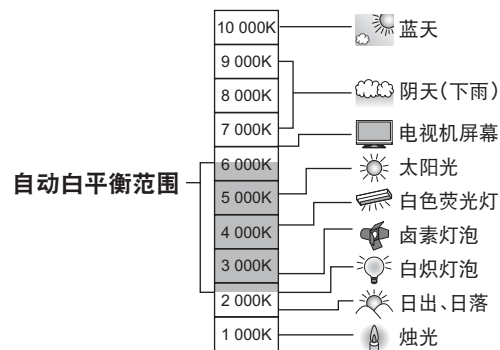 10 000K
蓝天
9 000K
8 000K
阴天(下雨)
7 000K
电视机屏幕
6 000K
太阳光
自动白平衡范围
5 000K
白色荧光灯
4 000K
卤素灯泡
3 000K
白炽灯泡
2 000K
日出、日落
1 000K
烛光